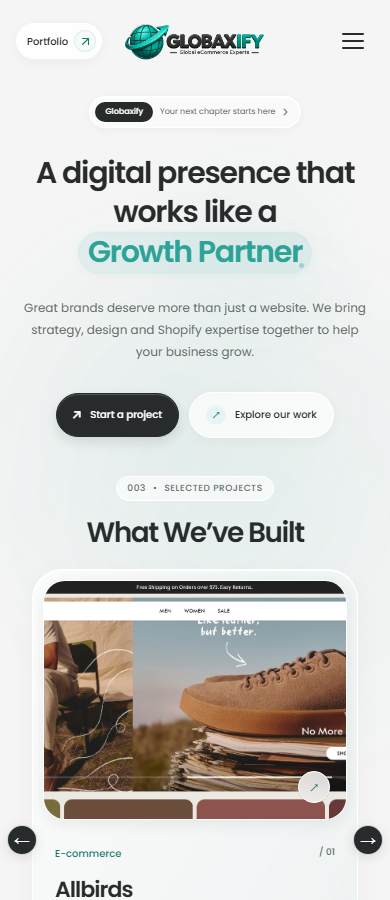 Portfolio
GLOBAXIFY
Global eCommerce Experts
Globaxify
Your next chapter starts here
A digital presence that
works like a
Growth Partner
Great brands deserve more than just a website. We bring
strategy, design and Shopify expertise together to help
your business grow.
Start a project
Explore our work
003 • SELECTED PROJECTS
What We’ve Built
Free Shipping on Orders over $75. Easy Returns.
MEN WOMEN SALE
Like leather,
but better.
No More
E-commerce
/ 01
Allbirds